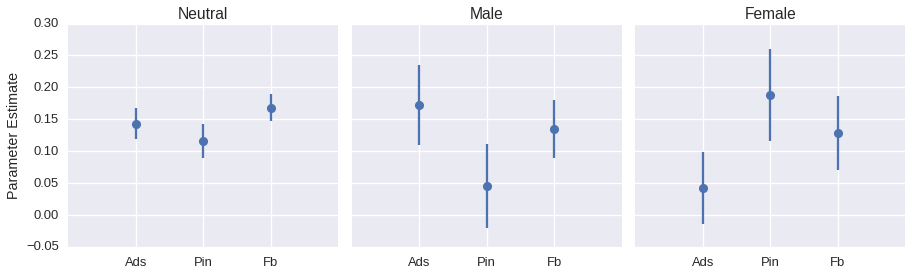 Neutral Male Female
Parameter Estimate
0.30
0.25
0.20
0.15
0.10
0.05
0.00
−0.05
Ads Pin Fb Ads Pin Fb Ads Pin Fb